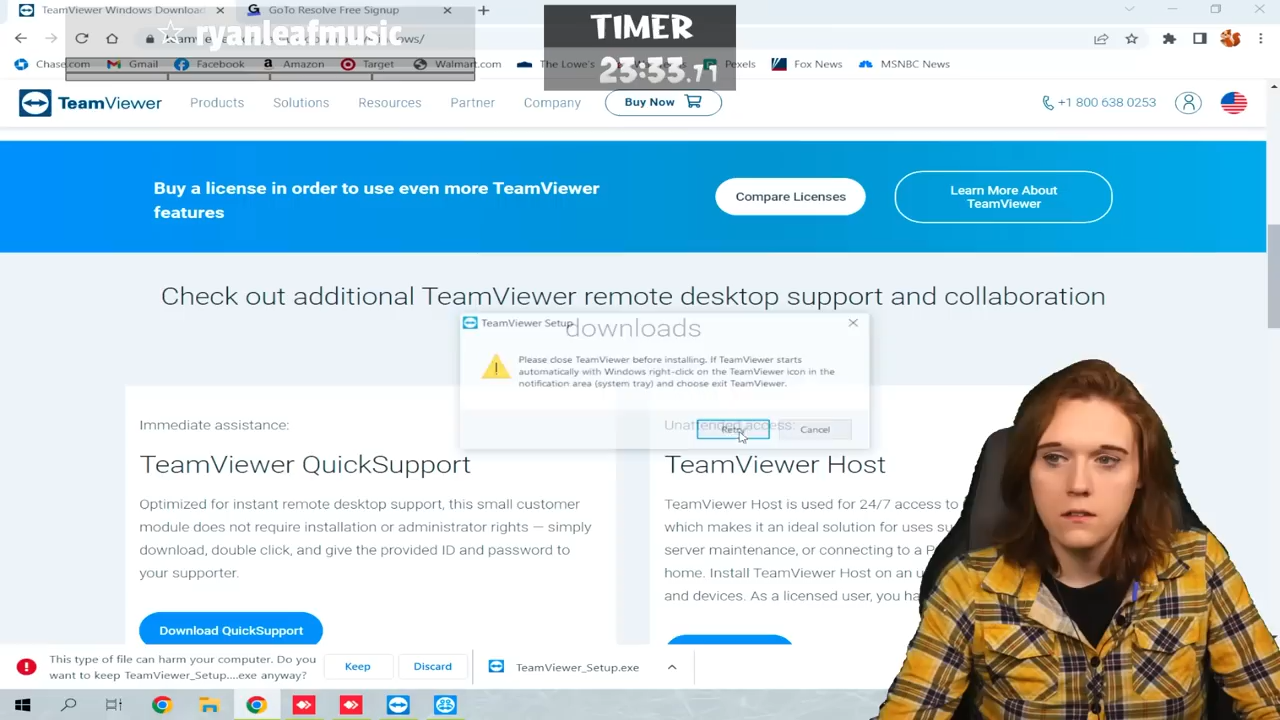 TeamViewer Windows Download
GoTo Resolve Free Signup
☆ ryanleafmusic
TIMER
23:33.71
Chase.com
Gmail
Facebook
Amazon
Target
Walmart.com
The Lowe's
Pexels
Fox News
MSNBC News
TeamViewer
Products
Solutions
Resources
Partner
Company
Buy Now
+1 800 638 0253
Buy a license in order to use even more TeamViewer
features
Compare Licenses
Learn More About
TeamViewer
Check out additional TeamViewer remote desktop support and collaboration
downloads
TeamViewer Setup
Please close TeamViewer before installing. If TeamViewer starts
automatically with Windows right-click on the TeamViewer icon in the
notification area (system tray) and choose exit TeamViewer.
Retry
Cancel
Immediate assistance:
Unattended access:
TeamViewer QuickSupport
TeamViewer Host
Optimized for instant remote desktop support, this small customer
module does not require installation or administrator rights — simply
download, double click, and give the provided ID and password to
your supporter.
TeamViewer Host is used for 24/7 access to
which makes it an ideal solution for uses su
server maintenance, or connecting to a P
home. Install TeamViewer Host on an u
and devices. As a licensed user, you ha
Download QuickSupport
This type of file can harm your computer. Do you
want to keep TeamViewer_Setup....exe anyway?
Keep
Discard
TeamViewer_Setup.exe